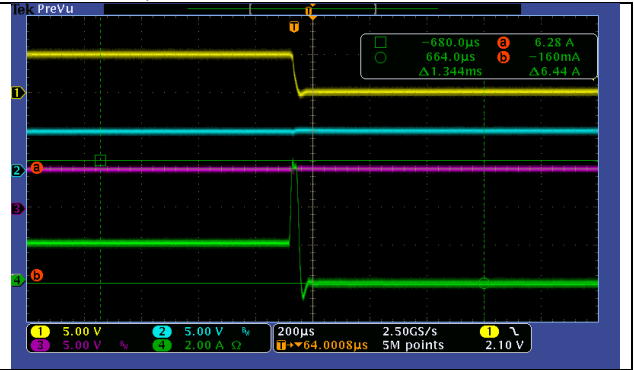 Tek PreVu
T
T
−680.0µs a 6.28 A
664.0µs b −160mA
Δ1.344ms Δ6.44 A
1
2
a
3
b
4
1 5.00 V 2 5.00 V BW
3 5.00 V BW 4 2.00 A Ω
200µs 2.50GS/s 1
T→▼64.0008µs 5M points 2.10 V